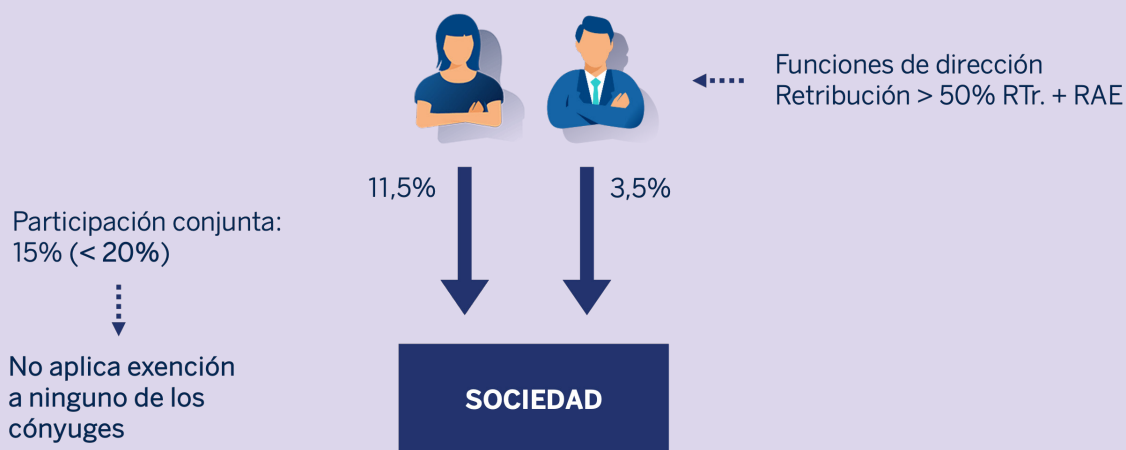 Funciones de dirección
Retribución > 50% RTr. + RAE
11,5%
3,5%
Participación conjunta:
15% (< 20%)
No aplica exención
a ninguno de los
cónyuges
SOCIEDAD